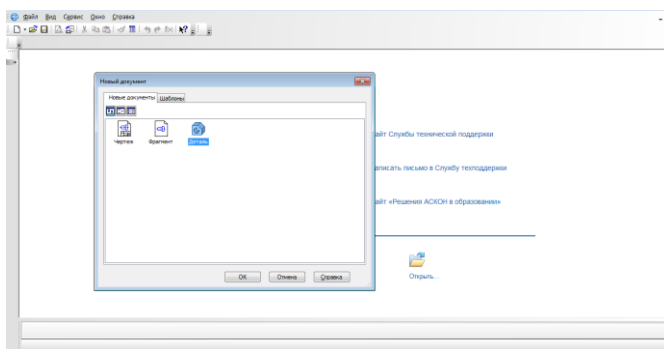 Файл Вид Сервис Окно Справка
Новый документ
Новые документы Шаблоны
Чертеж Фрагмент Деталь
айт Службы технической поддержки
аписать письмо в Службу техподдержки
айт «Решения АСКОН в образовании»
OK Отмена Справка
Открыть...